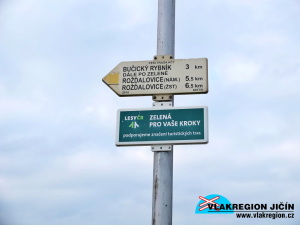 BUČICKÝ RYBNÍK 3 km
DÁLE PO ZELENÉ
ROŽĎALOVICE (NÁM.) 5,5 km
ROŽĎALOVICE (ŽST) 6,5 km
LESY ČR
ZELENÁ
PRO VAŠE KROKY
podporujeme značení turistických tras
VLAKREGION JIČÍN
www.vlakregion.cz